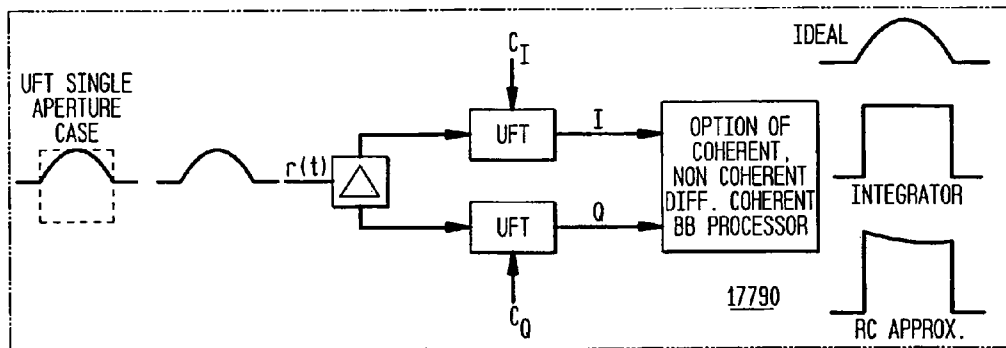 UFT SINGLE
APERTURE
CASE
r(t)
C_I
UFT
I
UFT
Q
C_Q
OPTION OF
COHERENT,
NON COHERENT
DIFF. COHERENT
BB PROCESSOR
17790
IDEAL
INTEGRATOR
RC APPROX.